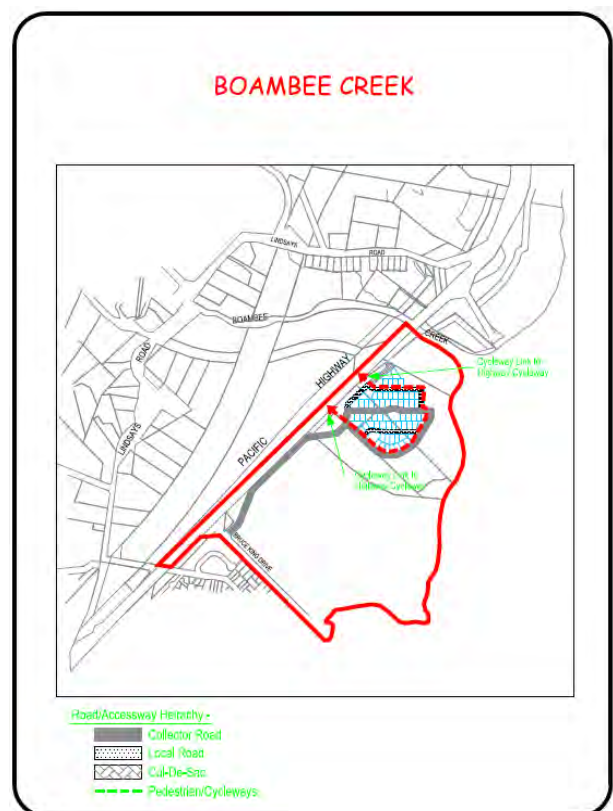 BOAMBEE CREEK
LINDSAYS
ROAD
BOAMBEE
CREEK
ROAD
LINDSAYS
HIGHWAY
PACIFIC
Cycleway Link to
Highway Cycleway
Cycleway Link to
Highway Cycleway
BRUCE KING DRIVE
Road/Accessway Heirarhy -
Collector Road
Local Road
Cul-De-Sac
Pedestrian/Cycleways